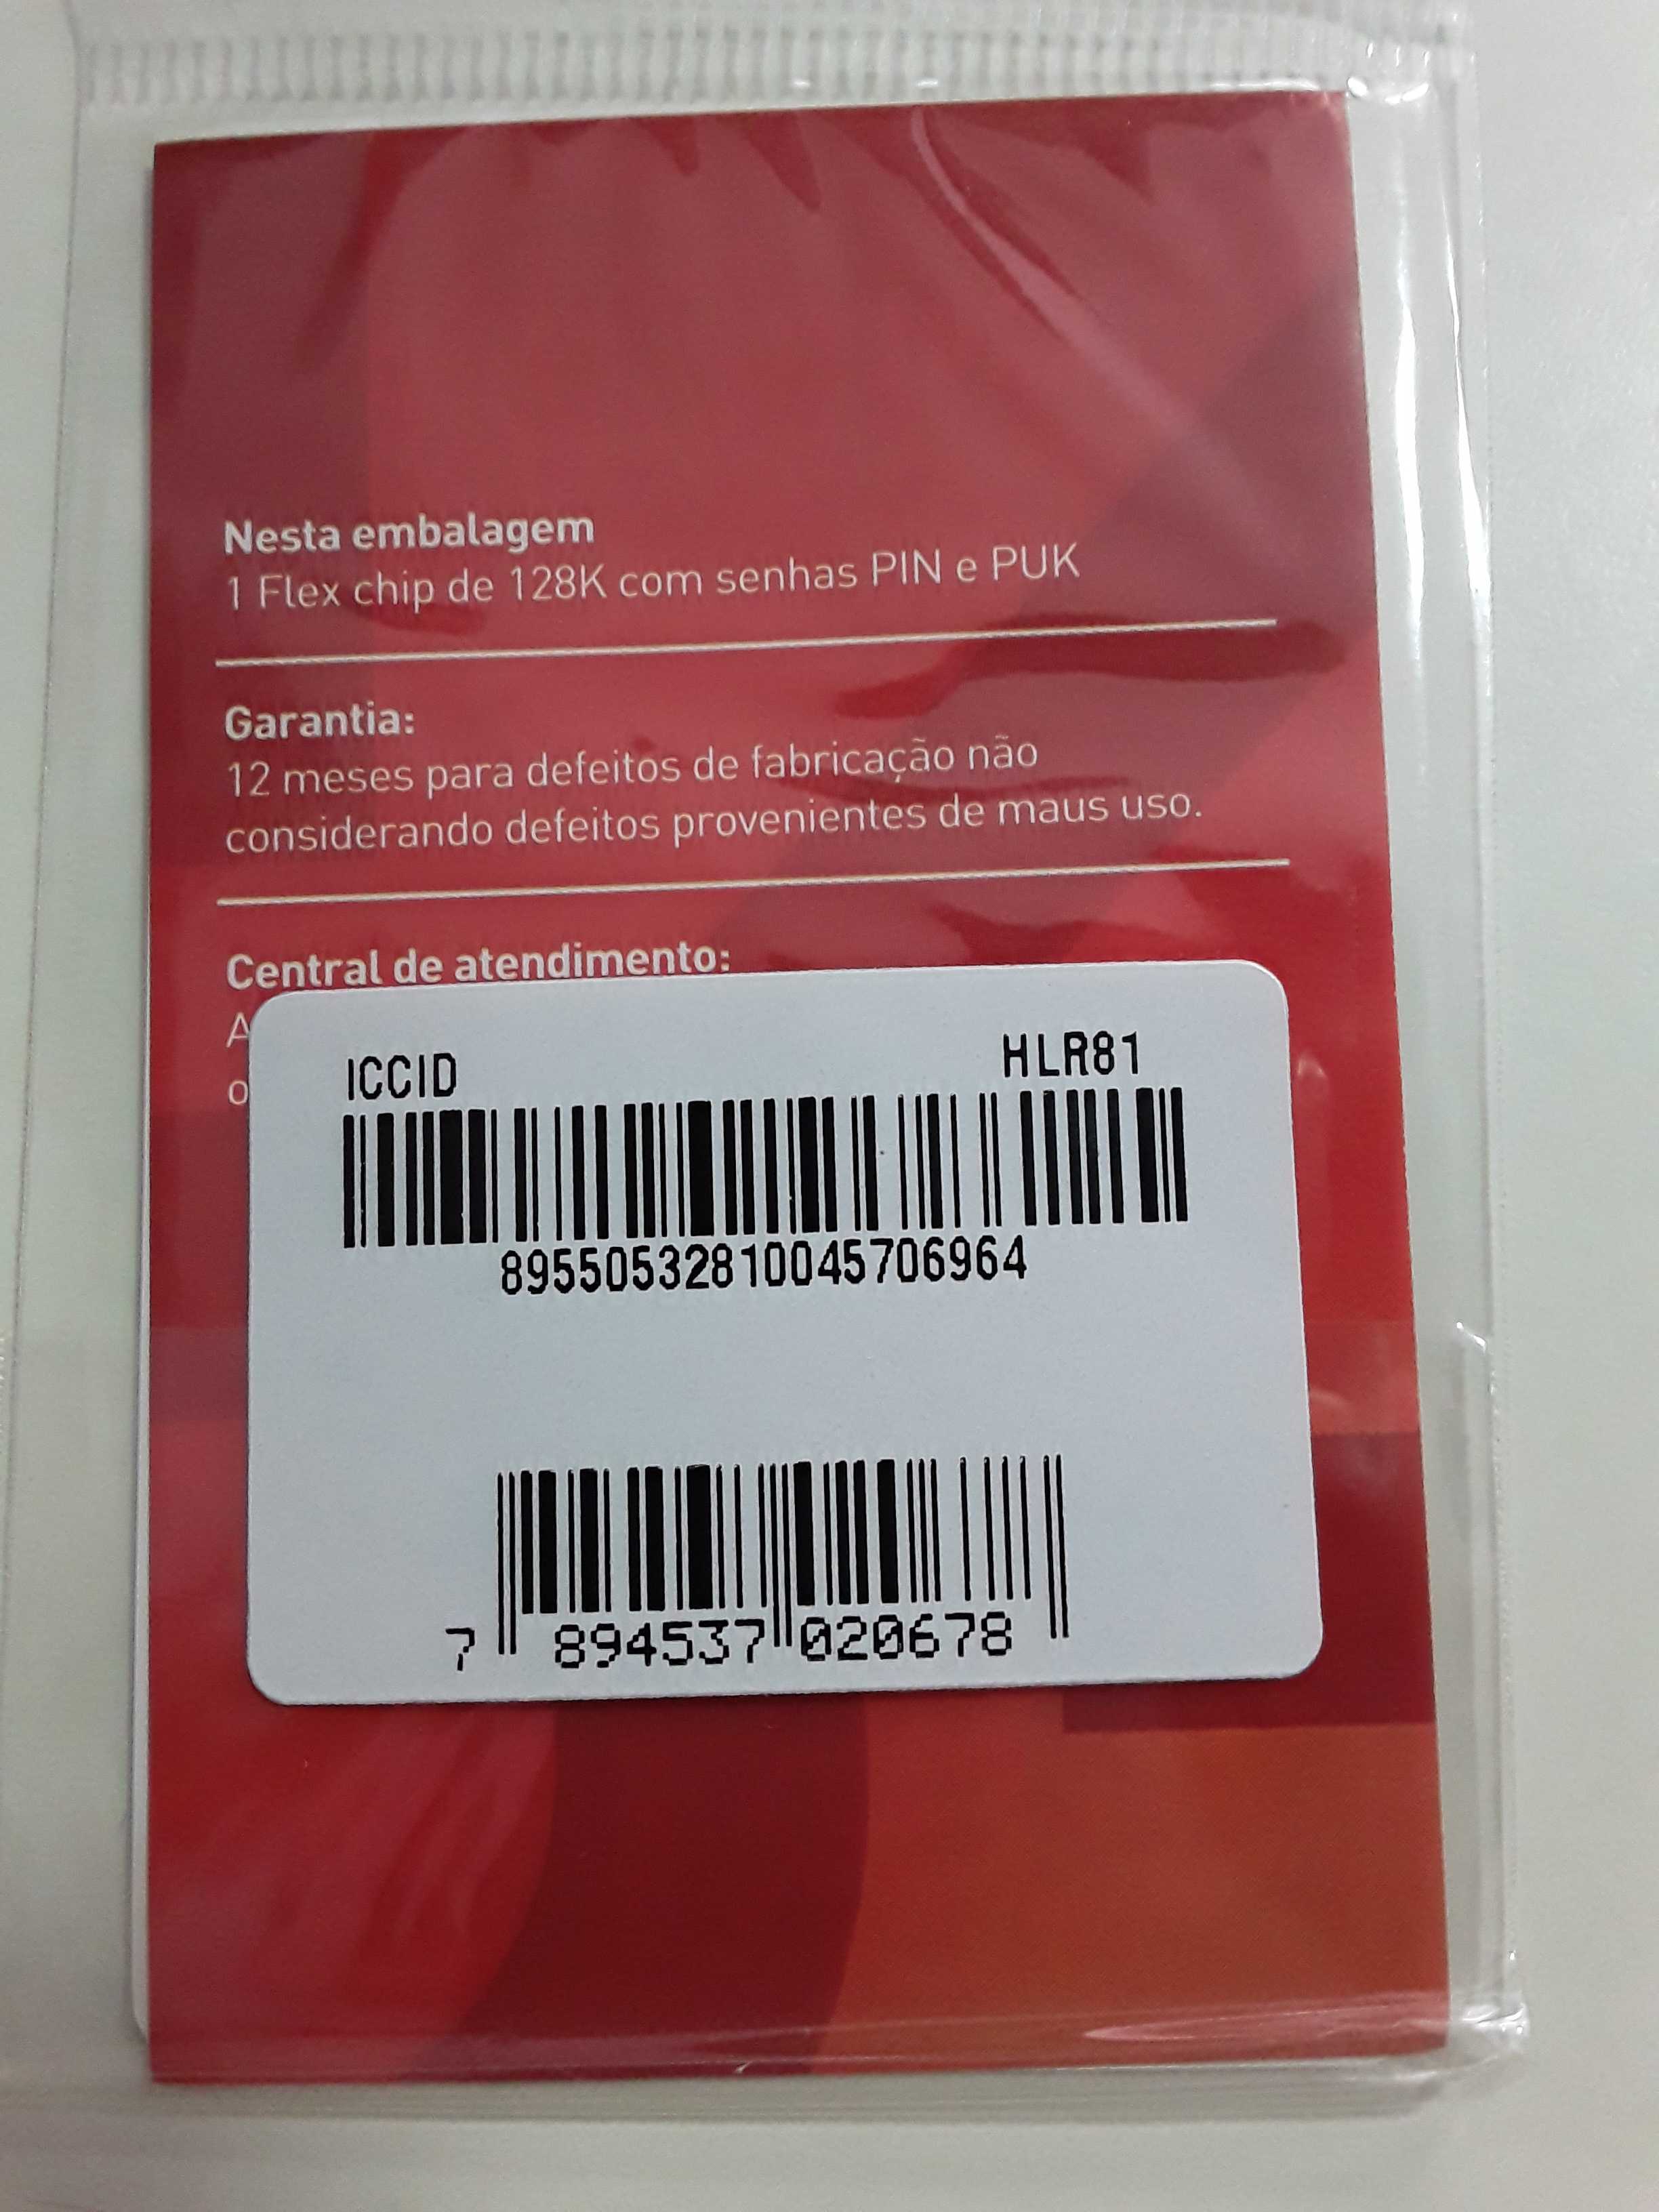 Nesta embalagem
1 Flex chip de 128K com senhas PIN e PUK
Garantia:
12 meses para defeitos de fabricação não
considerando defeitos provenientes de maus uso.
Central de atendimento:
A
o
ICCID HLR81
89550532810045706964
7 894537 020678